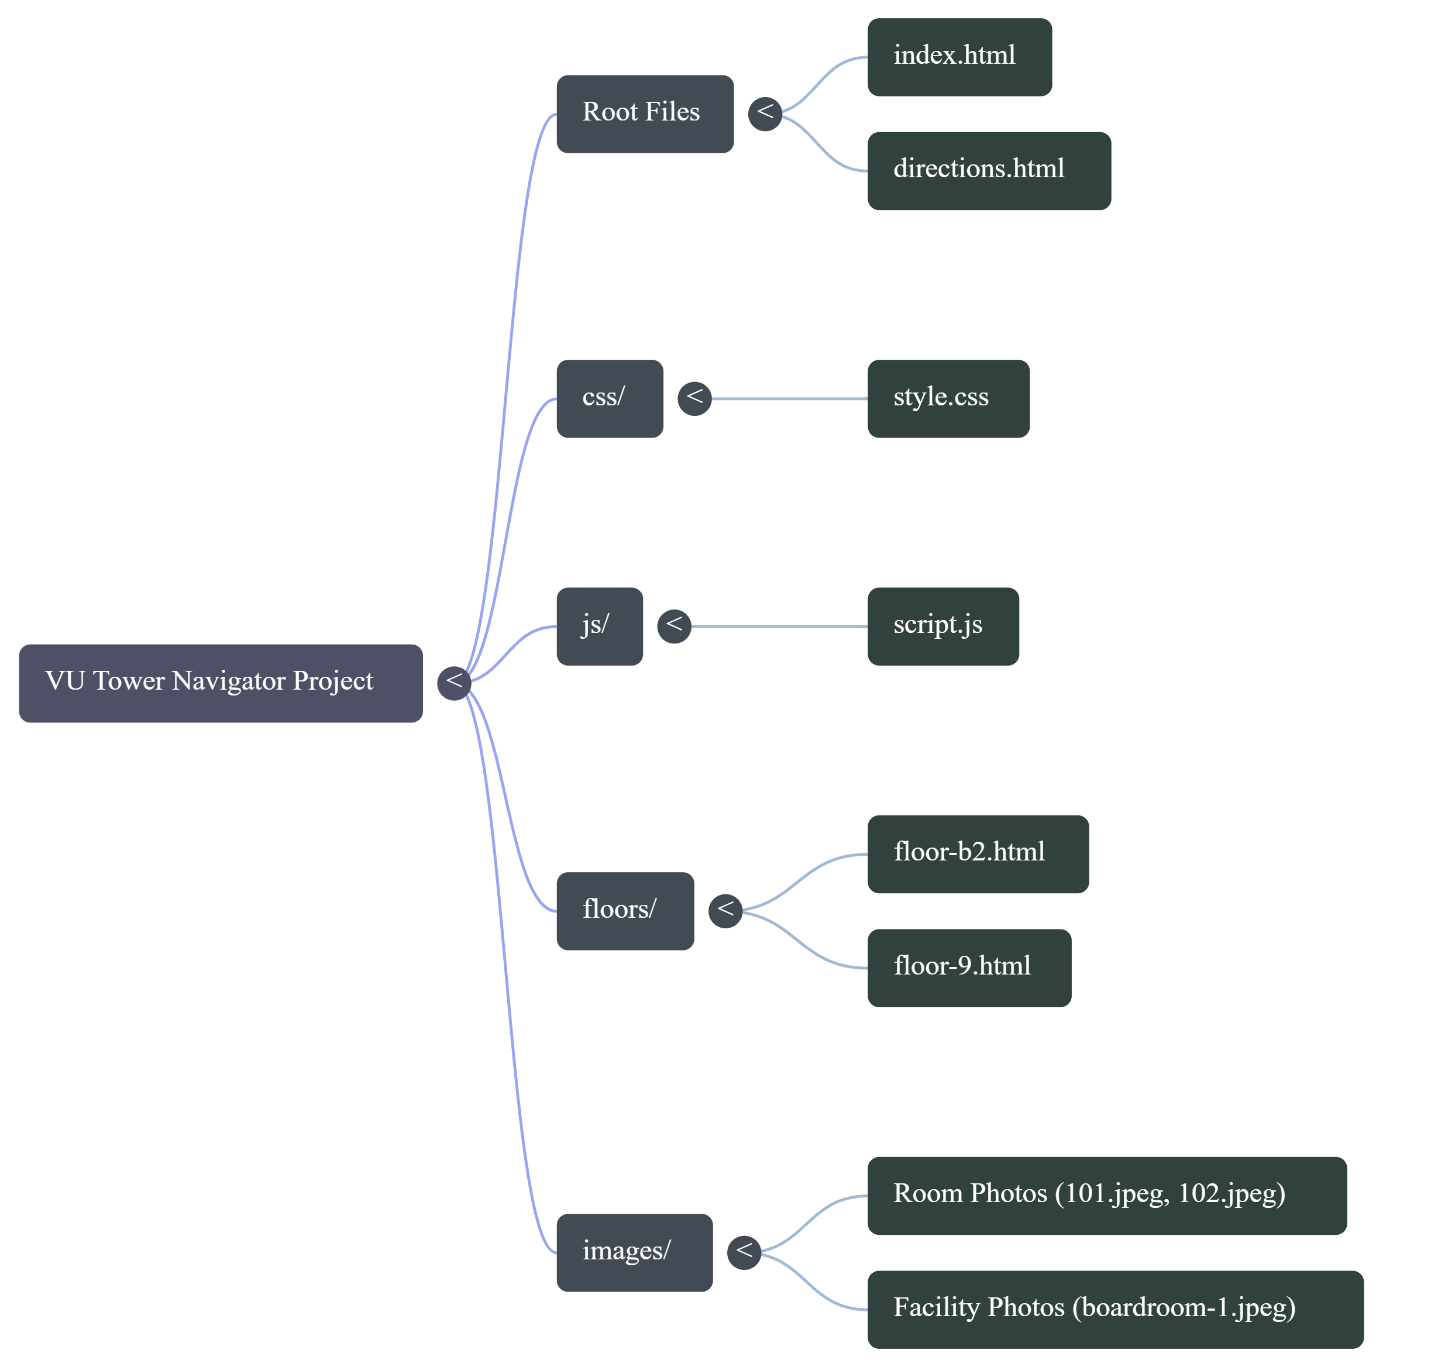 VU Tower Navigator Project
<
Root Files
<
index.html
directions.html
css/
<
style.css
js/
<
script.js
floors/
<
floor-b2.html
floor-9.html
images/
<
Room Photos (101.jpeg, 102.jpeg)
Facility Photos (boardroom-1.jpeg)